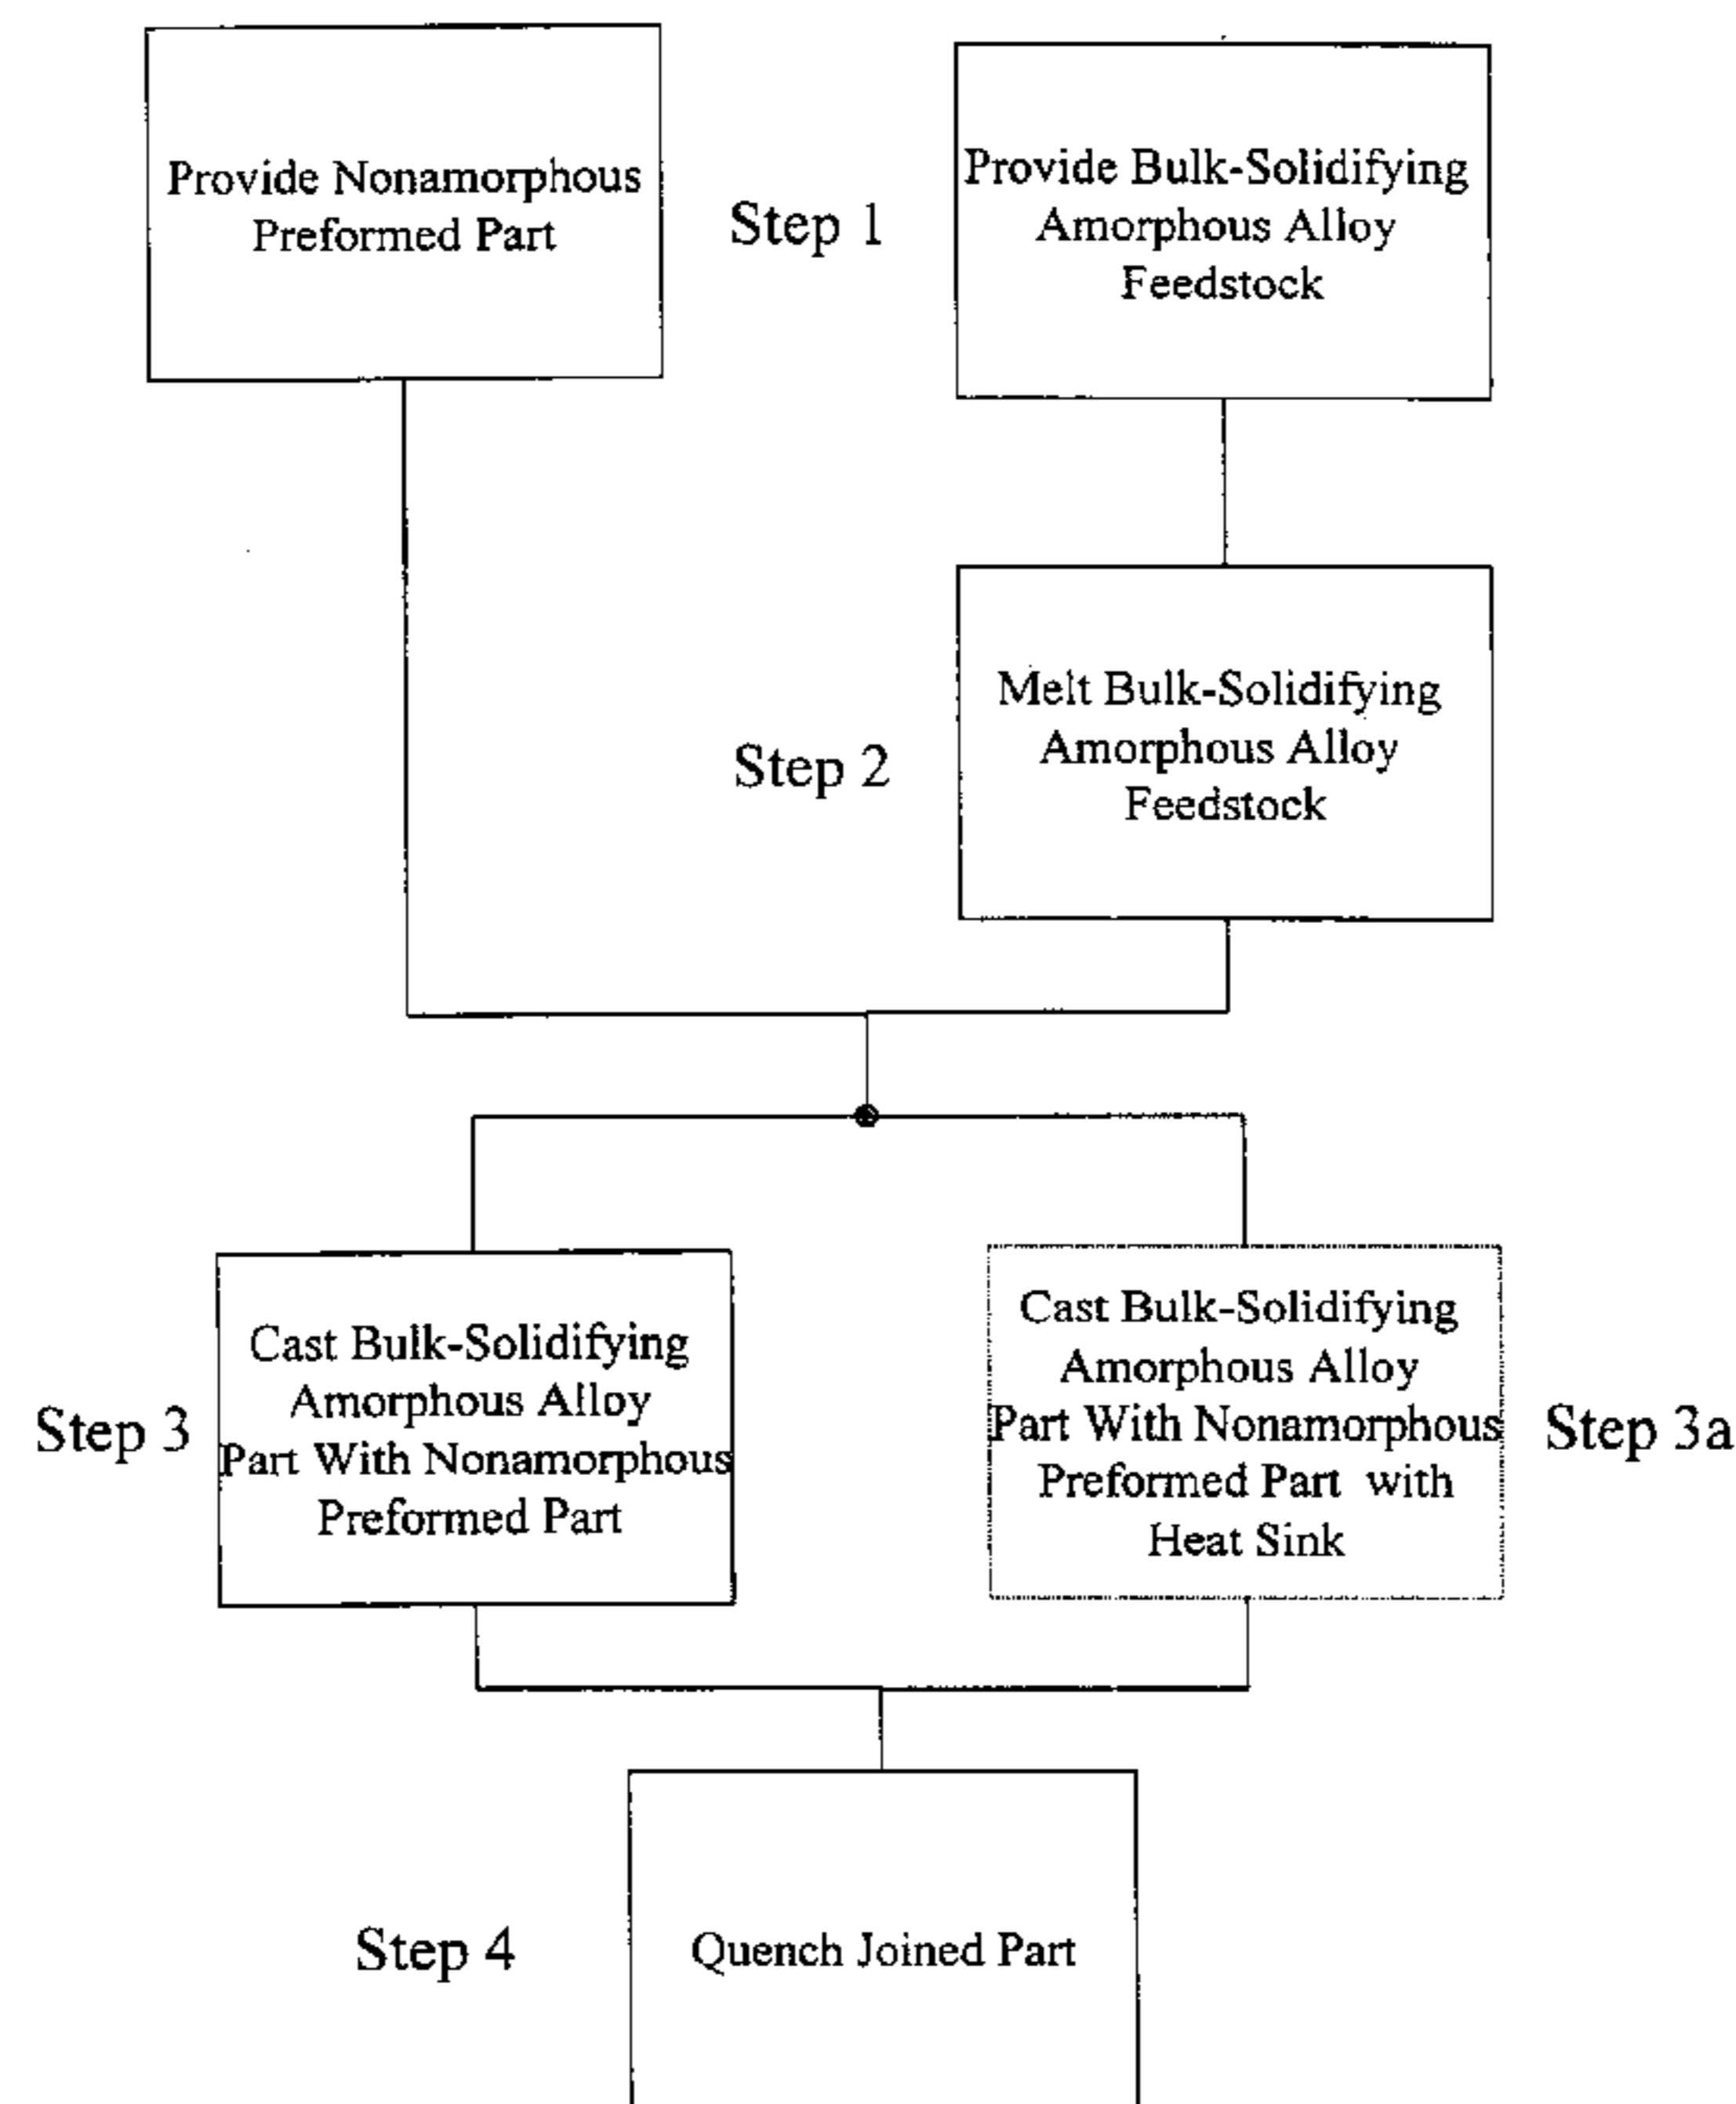 Provide Nonamorphous
Preformed Part
Step 1
Provide Bulk-Solidifying
Amorphous Alloy
Feedstock
Step 2
Melt Bulk-Solidifying
Amorphous Alloy
Feedstock
Step 3
Cast Bulk-Solidifying
Amorphous Alloy
Part With Nonamorphous
Preformed Part
Cast Bulk-Solidifying
Amorphous Alloy
Part With Nonamorphous
Preformed Part with
Heat Sink
Step 3a
Step 4
Quench Joined Part